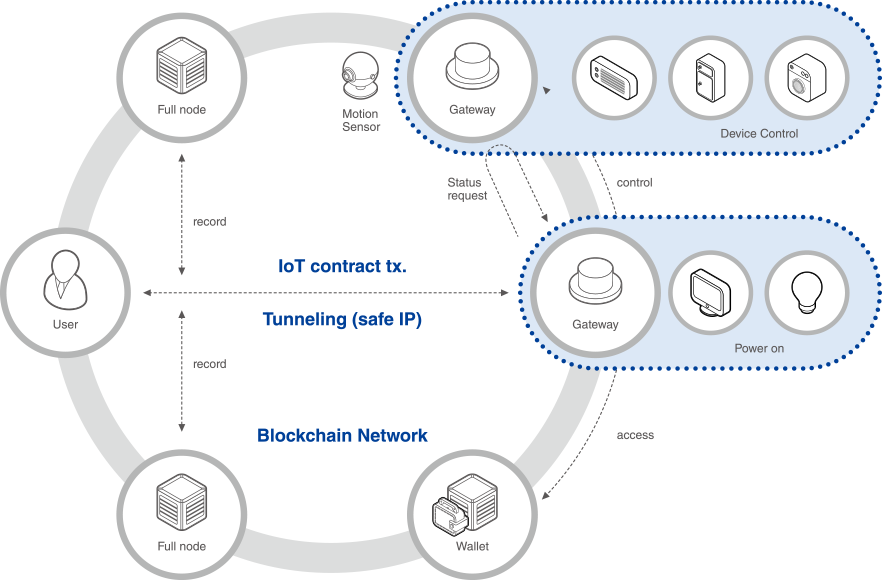 Full node
Motion
Sensor
Gateway
Device Control
Status
request
control
record
IoT contract tx.
Tunneling (safe IP)
User
Gateway
Power on
record
Blockchain Network
access
Full node
Wallet